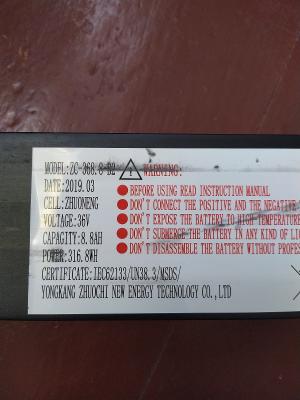 MODEL:ZC-368.8-B2
DATE:2019.03
CELL:ZHUONENG
VOLTAGE:36V
CAPACITY:8.8AH
POWER:316.8WH
CERTIFICATE:IEC62133/UN38.3/MSDS/
YONGKANG ZHUOCHI NEW ENERGY TECHNOLOGY CO.,LTD
WARNING:
BEFORE USING READ INSTRUCTION MANUAL
DON'T CONNECT THE POSITIVE AND THE NEGATIVE
DON'T EXPOSE THE BATTERY TO HIGH TEMPERATURE
DON'T SUBMERGE THE BATTERY IN ANY KIND OF
DON'T DISASSEMBLE THE BATTERY WITHOUT